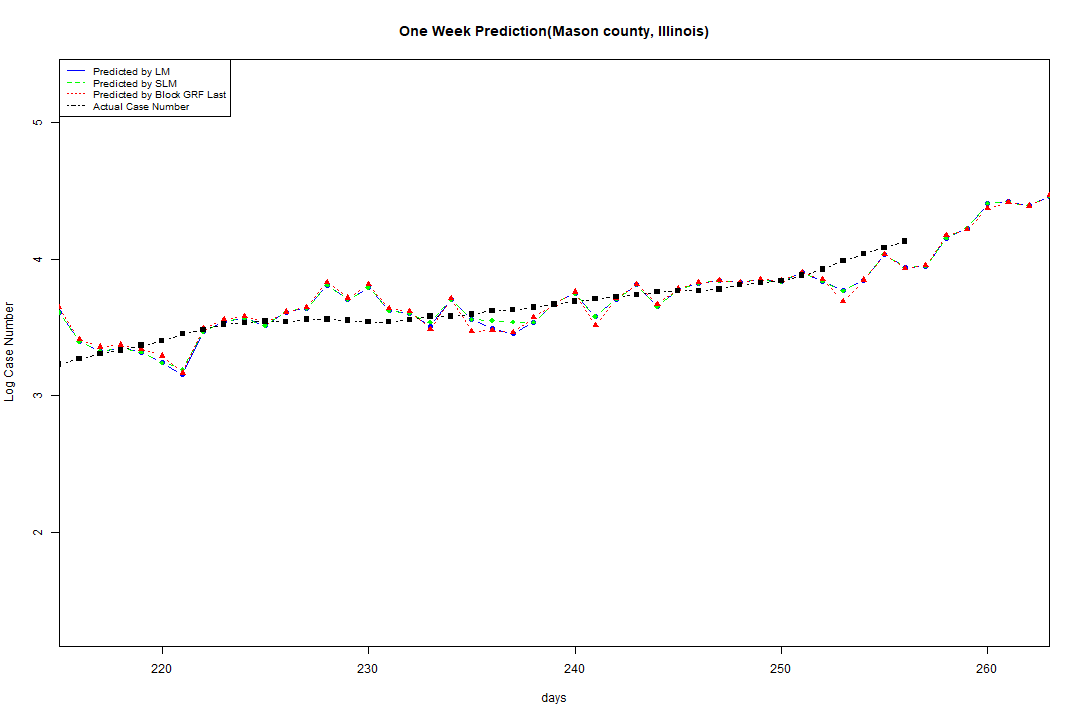 One Week Prediction(Mason county, Illinois)
Predicted by LM
Predicted by SLM
Predicted by Block GRF Last
Actual Case Number
5
4
3
2
Log Case Number
220 230 240 250 260
days